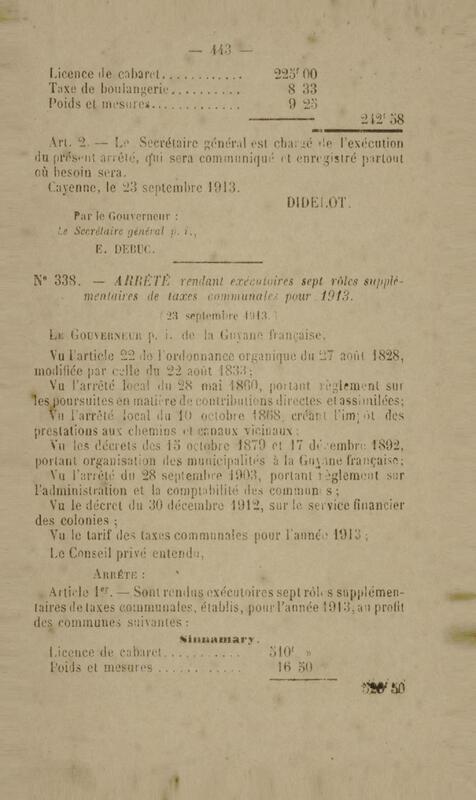 — 443 —
Licence de cabaret............ 225f 00
Taxe de boulangerie.......... 8 33
Poids et mesures.............. 9 25
242f 58
Art. 2. — Le Secrétaire général est chargé de l'exécution
du présent arrêté, qui sera communiqué et enregistré partout
où besoin sera.
Cayenne, le 23 septembre 1913.
DIDELOT.
Par le Gouverneur :
Le Secrétaire général p. i.,
E. DEBUC.
N° 338. — ARRÊTÉ rendant exécutoires sept rôles supplé-
mentaires de taxes communales pour 1913.
(23 septembre 1913.)
LE GOUVERNEUR p. i. de la Guyane française,
Vu l'article 22 de l'ordonnance organique du 27 août 1828,
modifiée par celle du 22 août 1833;
Vu l'arrêté local du 28 mai 1860, portant règlement sur
les poursuites en matière de contributions directes et assimilées;
Vu l'arrêté local du 10 octobre 1868, créant l'impôt des
prestations aux chemins et canaux vicinaux;
Vu les décrets des 15 octobre 1879 et 17 décembre 1892,
portant organisation des municipalités à la Guyane française;
Vu l'arrêté du 28 septembre 1903, portant règlement sur
l'administration et la comptabilité des communes;
Vu le décret du 30 décembre 1912, sur le service financier
des colonies ;
Vu le tarif des taxes communales pour l'année 1913 ;
Le Conseil privé entendu,
ARRÊTE :
Article 1er. — Sont rendus exécutoires sept rôles supplémen-
taires de taxes communales, établis, pour l'année 1913, au profit
des communes suivantes :
Sinnamary.
Licence de cabaret............ 510f »
Poids et mesures ............ 16 50
526f 50